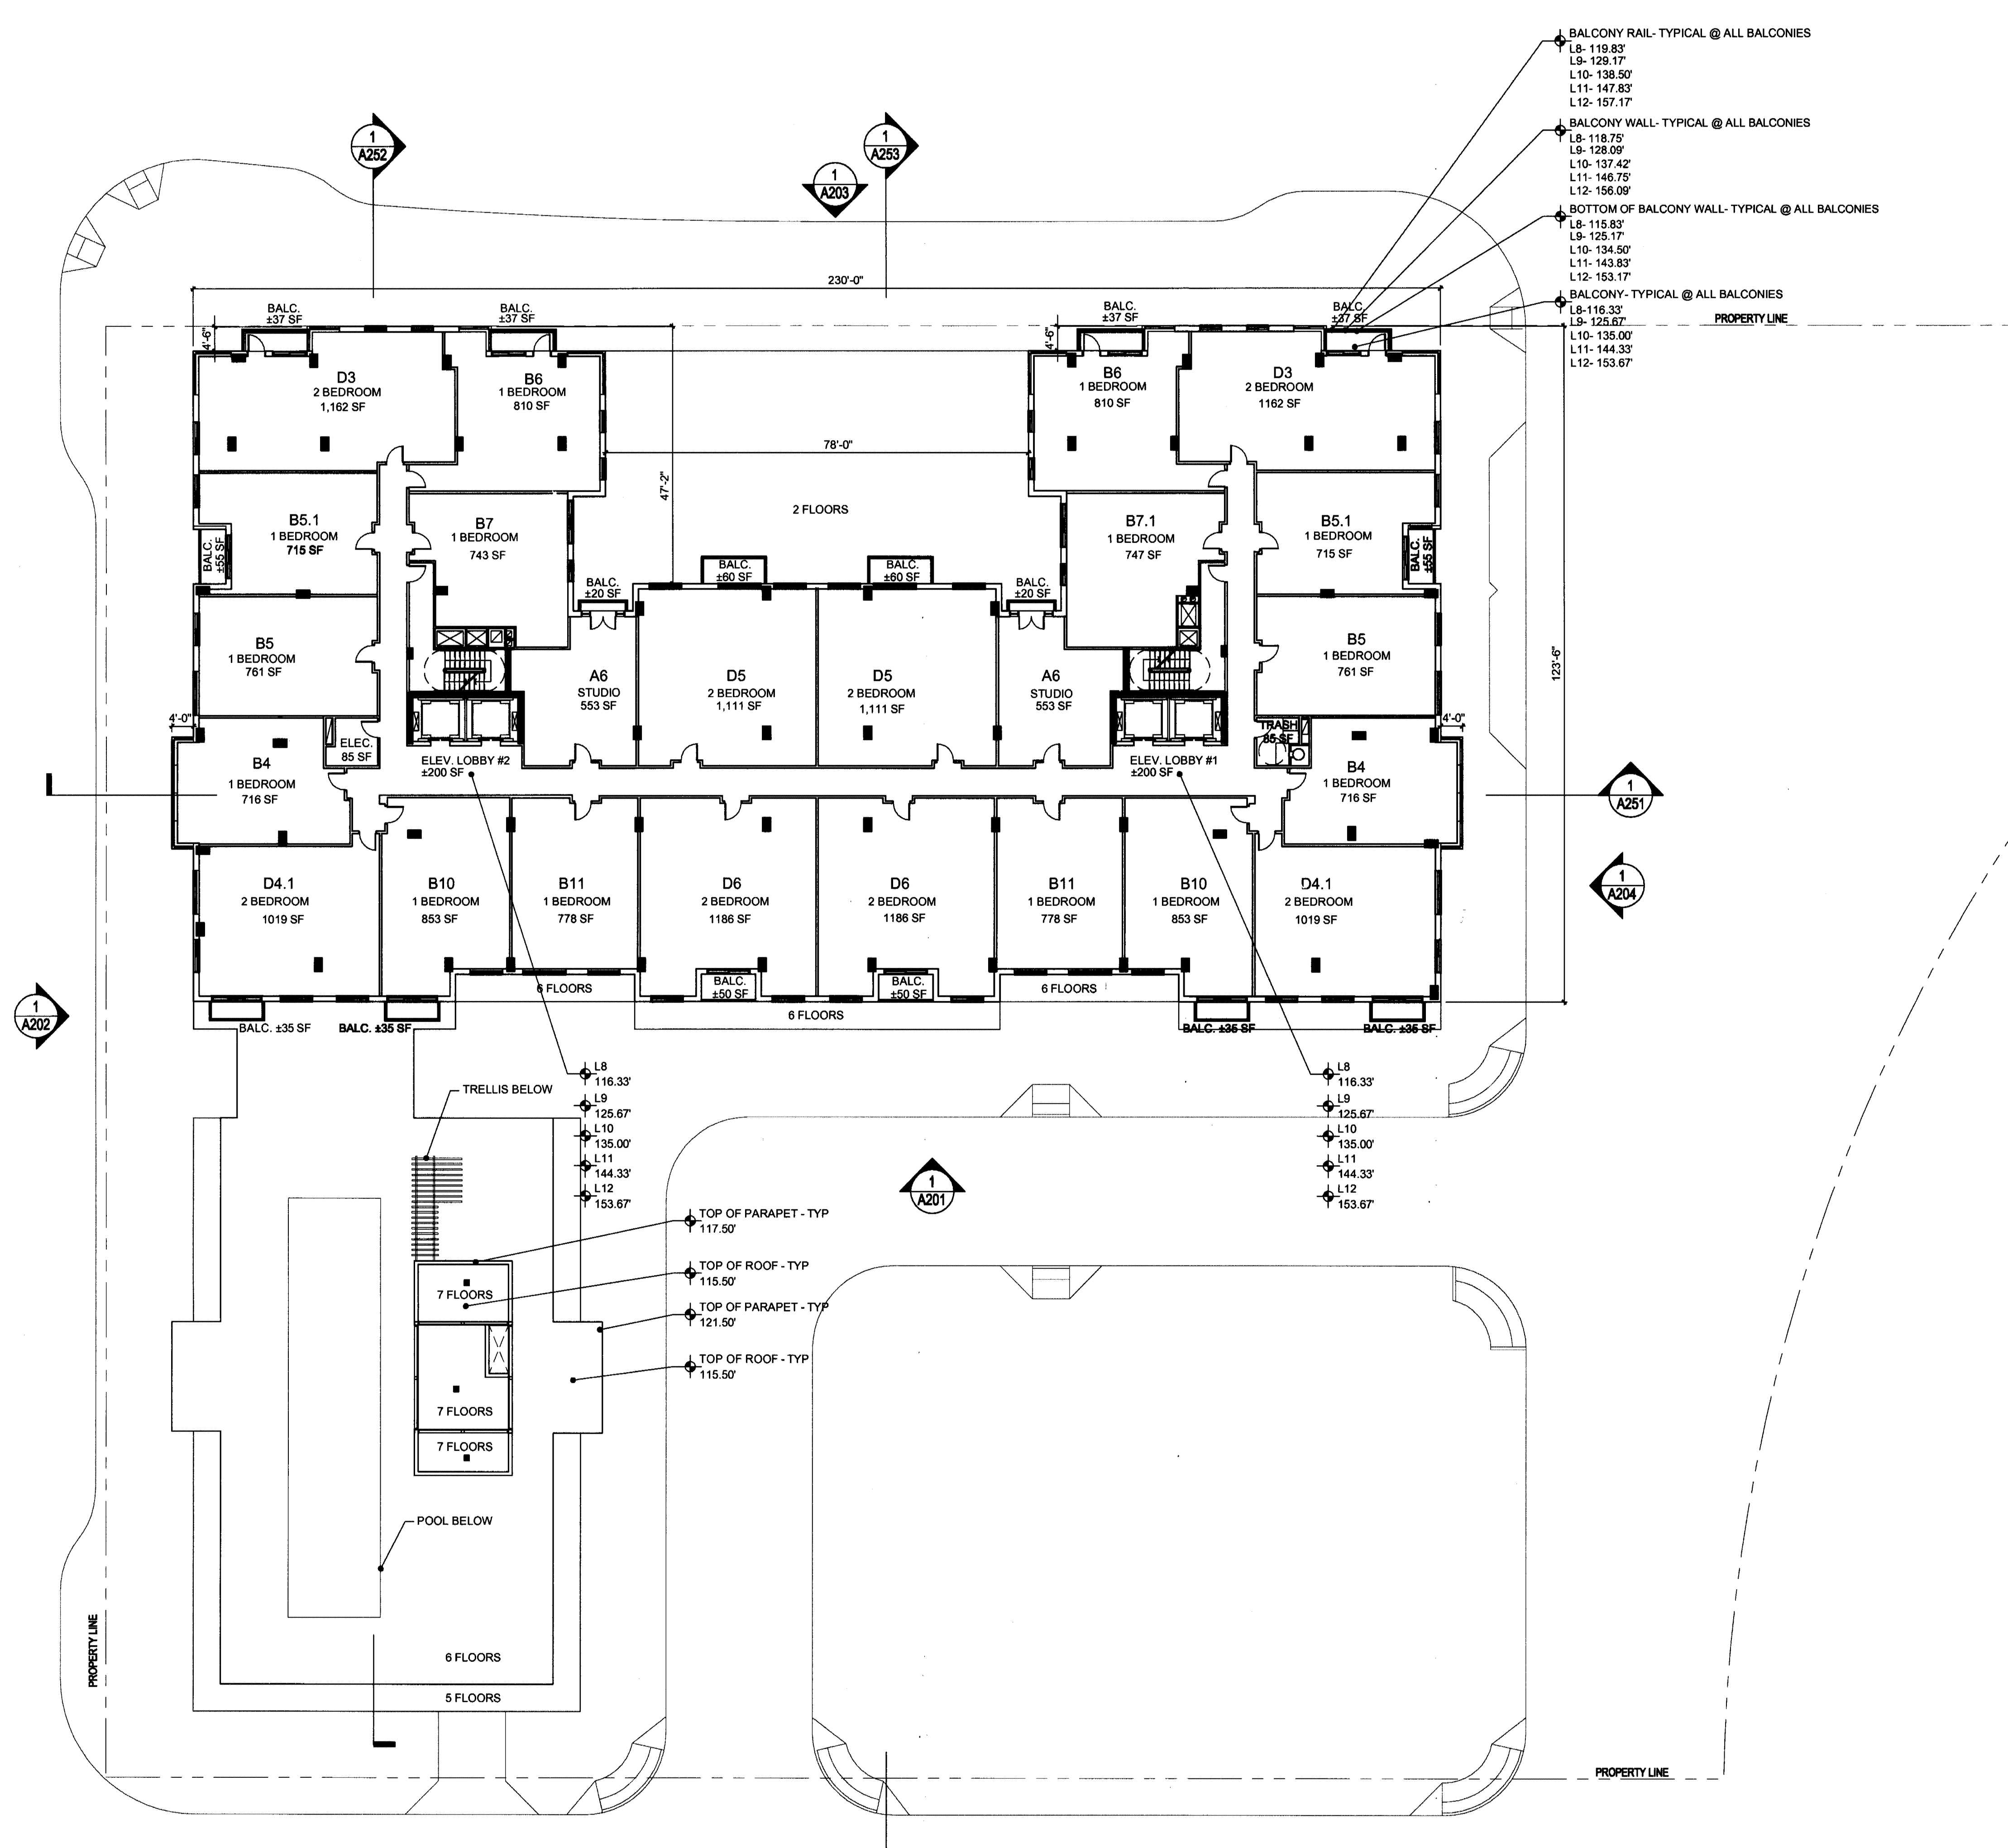 BALCONY RAIL- TYPICAL @ ALL BALCONIES
L8- 119.83'
L9- 129.17'
L10- 138.50'
L11- 147.83'
L12- 157.17'
BALCONY WALL- TYPICAL @ ALL BALCONIES
L8- 118.75'
L9- 128.09'
L10- 137.42'
L11- 146.75'
L12- 156.09'
BOTTOM OF BALCONY WALL- TYPICAL @ ALL BALCONIES
L8- 115.83'
L9- 125.17'
L10- 134.50'
L11- 143.83'
L12- 153.17'
BALCONY- TYPICAL @ ALL BALCONIES
L8-116.33'
L9- 125.67'
L10- 135.00'
L11- 144.33'
L12- 153.67'
PROPERTY LINE
1
A252
1
A253
1
A203
230'-0"
BALC.
±37 SF
BALC.
±37 SF
BALC.
±37 SF
BALC.
±37 SF
4'-6"
4'-6"
D3
2 BEDROOM
1,162 SF
B6
1 BEDROOM
810 SF
B6
1 BEDROOM
810 SF
D3
2 BEDROOM
1162 SF
78'-0"
47'-2"
2 FLOORS
B5.1
1 BEDROOM
715 SF
B7
1 BEDROOM
743 SF
B7.1
1 BEDROOM
747 SF
B5.1
1 BEDROOM
715 SF
BALC.
±55 SF
BALC.
±55 SF
BALC.
±20 SF
BALC.
±60 SF
BALC.
±60 SF
BALC.
±20 SF
B5
1 BEDROOM
761 SF
A6
STUDIO
553 SF
D5
2 BEDROOM
1,111 SF
D5
2 BEDROOM
1,111 SF
A6
STUDIO
553 SF
B5
1 BEDROOM
761 SF
123'-6"
4'-0"
4'-0"
ELEC.
85 SF
TRASH
85 SF
B4
1 BEDROOM
716 SF
ELEV. LOBBY #2
±200 SF
ELEV. LOBBY #1
±200 SF
B4
1 BEDROOM
716 SF
1
A251
1
A204
D4.1
2 BEDROOM
1019 SF
B10
1 BEDROOM
853 SF
B11
1 BEDROOM
778 SF
D6
2 BEDROOM
1186 SF
D6
2 BEDROOM
1186 SF
B11
1 BEDROOM
778 SF
B10
1 BEDROOM
853 SF
D4.1
2 BEDROOM
1019 SF
1
A202
6 FLOORS
BALC.
±50 SF
BALC.
±50 SF
6 FLOORS
6 FLOORS
BALC. ±35 SF
BALC. ±35 SF
BALC. ±35 SF
BALC. ±35 SF
L8
116.33'
L9
125.67'
L10
135.00'
L11
144.33'
L12
153.67'
L8
116.33'
L9
125.67'
L10
135.00'
L11
144.33'
L12
153.67'
TRELLIS BELOW
1
A201
TOP OF PARAPET - TYP
117.50'
TOP OF ROOF - TYP
115.50'
TOP OF PARAPET - TYP
121.50'
TOP OF ROOF - TYP
115.50'
7 FLOORS
7 FLOORS
7 FLOORS
POOL BELOW
6 FLOORS
5 FLOORS
PROPERTY LINE
PROPERTY LINE